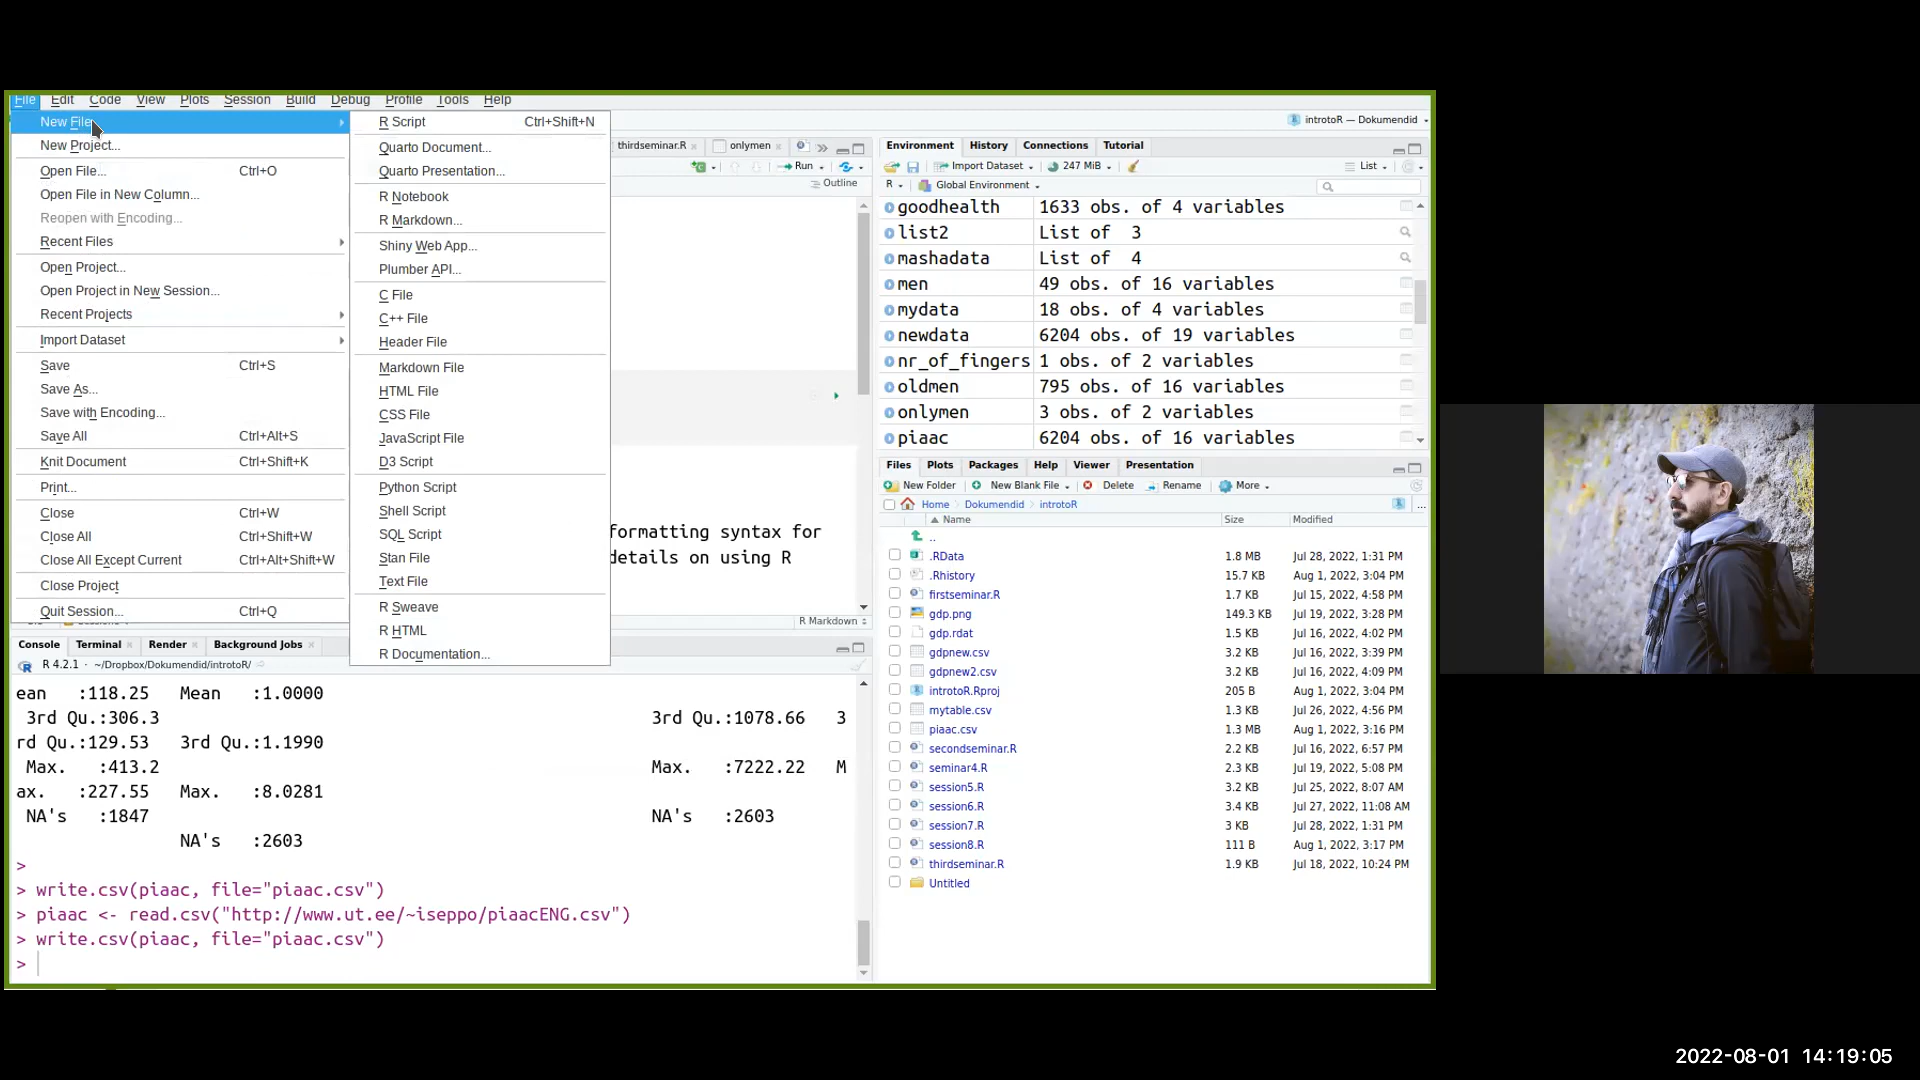 File Edit Code View Plots Session Build Debug Profile Tools Help
New File
New Project...
Open File... Ctrl+O
Open File in New Column...
Reopen with Encoding...
Recent Files
Open Project...
Open Project in New Session...
Recent Projects
Import Dataset
Save Ctrl+S
Save As...
Save with Encoding...
Save All Ctrl+Alt+S
Knit Document Ctrl+Shift+K
Print...
Close Ctrl+W
Close All Ctrl+Shift+W
Close All Except Current Ctrl+Alt+Shift+W
Close Project
Quit Session... Ctrl+Q
R Script Ctrl+Shift+N
Quarto Document...
Quarto Presentation...
R Notebook
R Markdown...
Shiny Web App...
Plumber API...
C File
C++ File
Header File
Markdown File
HTML File
CSS File
JavaScript File
D3 Script
Python Script
Shell Script
SQL Script
Stan File
Text File
R Sweave
R HTML
R Documentation...
thirdseminar.R onlymen
Run
Outline
formatting syntax for
details on using R
R Markdown
Console Terminal Render Background Jobs
R 4.2.1 · ~/Dropbox/Dokumendid/introtoR/
ean :118.25 Mean :1.0000
3rd Qu.:306.3 3rd Qu.:1078.66 3
rd Qu.:129.53 3rd Qu.:1.1990
Max. :413.2 Max. :7222.22 M
ax. :227.55 Max. :8.0281
NA's :1847 NA's :2603
NA's :2603
>
> write.csv(piaac, file="piaac.csv")
> piaac <- read.csv("http://www.ut.ee/~iseppo/piaacENG.csv")
> write.csv(piaac, file="piaac.csv")
>
introtoR — Dokumendid
Environment History Connections Tutorial
Import Dataset 247 MiB List
R Global Environment
goodhealth 1633 obs. of 4 variables
list2 List of 3
mashadata List of 4
men 49 obs. of 16 variables
mydata 18 obs. of 4 variables
newdata 6204 obs. of 19 variables
nr_of_fingers 1 obs. of 2 variables
oldmen 795 obs. of 16 variables
onlymen 3 obs. of 2 variables
piaac 6204 obs. of 16 variables
Files Plots Packages Help Viewer Presentation
New Folder New Blank File Delete Rename More
Home Dokumendid introtoR ...
Name Size Modified
..
.RData 1.8 MB Jul 28, 2022, 1:31 PM
.Rhistory 15.7 KB Aug 1, 2022, 3:04 PM
firstseminar.R 1.7 KB Jul 15, 2022, 4:58 PM
gdp.png 149.3 KB Jul 19, 2022, 3:28 PM
gdp.rdat 1.5 KB Jul 16, 2022, 4:02 PM
gdpnew.csv 3.2 KB Jul 16, 2022, 3:39 PM
gdpnew2.csv 3.2 KB Jul 16, 2022, 4:09 PM
introtoR.Rproj 205 B Aug 1, 2022, 3:04 PM
mytable.csv 1.3 KB Jul 26, 2022, 4:56 PM
piaac.csv 1.3 MB Aug 1, 2022, 3:16 PM
secondseminar.R 2.2 KB Jul 16, 2022, 6:57 PM
seminar4.R 2.3 KB Jul 19, 2022, 5:08 PM
session5.R 3.2 KB Jul 25, 2022, 8:07 AM
session6.R 3.4 KB Jul 27, 2022, 11:08 AM
session7.R 3 KB Jul 28, 2022, 1:31 PM
session8.R 111 B Aug 1, 2022, 3:17 PM
thirdseminar.R 1.9 KB Jul 18, 2022, 10:24 PM
Untitled
2022-08-01 14:19:05